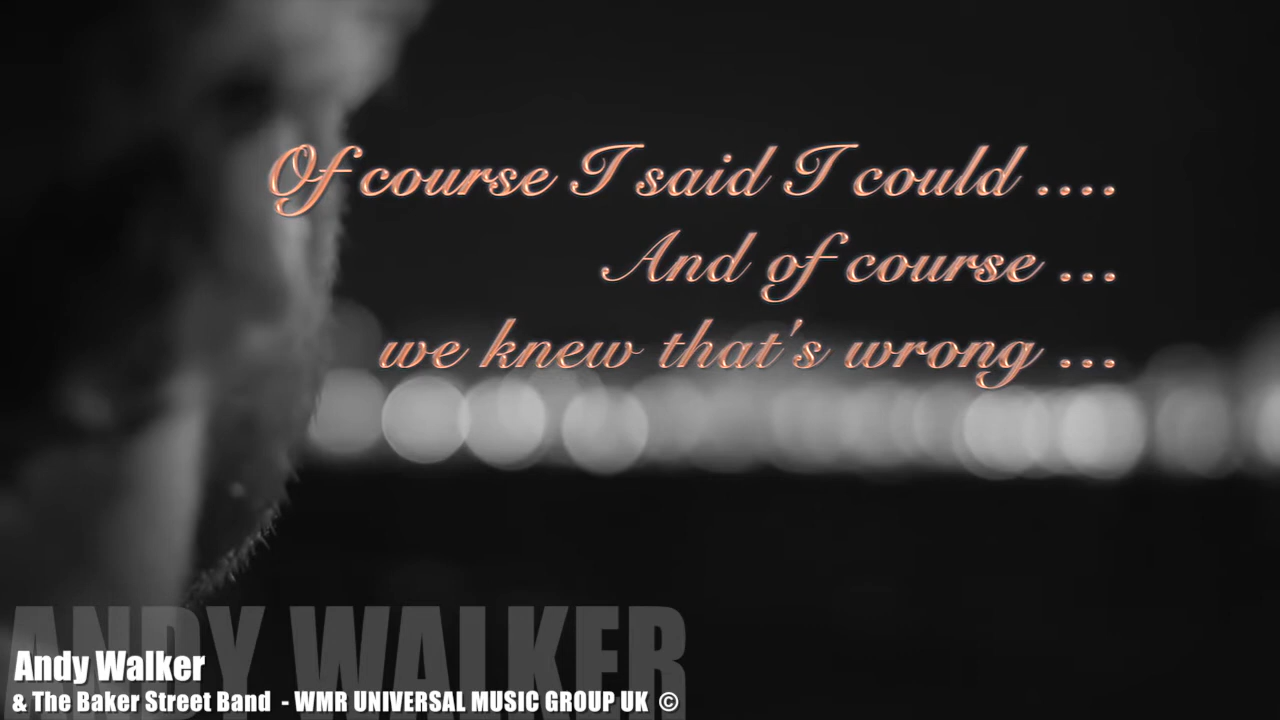 Of course I said I could ....
And of course ...
we knew that's wrong ...
ANDY WALKER
Andy Walker
& The Baker Street Band - WMR UNIVERSAL MUSIC GROUP UK ©